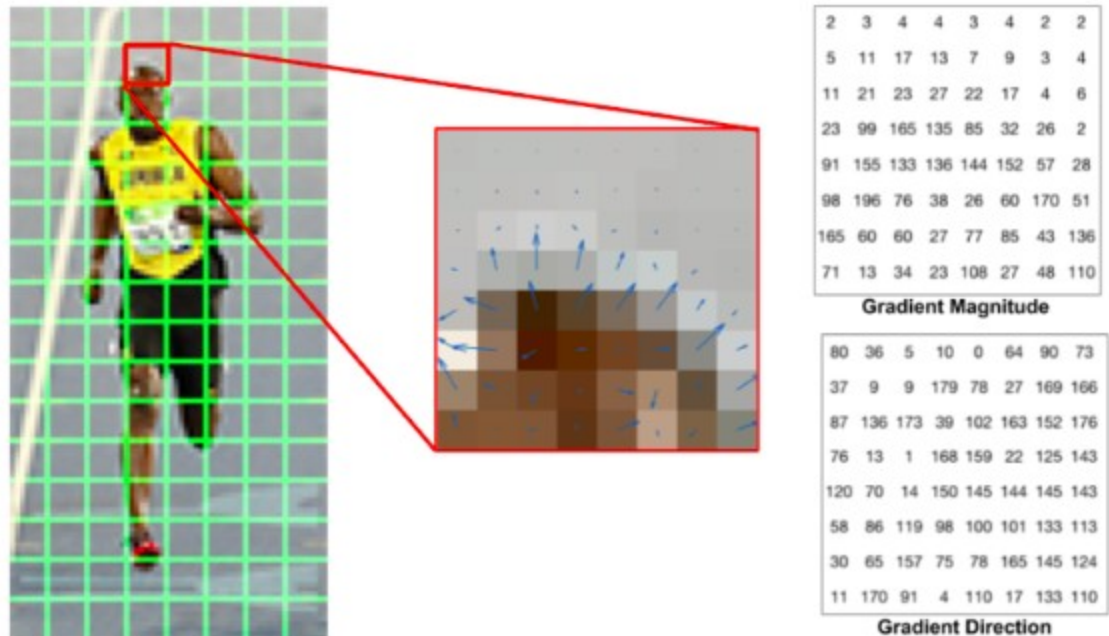 2 3 4 4 3 4 2 2
5 11 17 13 7 9 3 4
11 21 23 27 22 17 4 6
23 99 165 135 85 32 26 2
91 155 133 136 144 152 57 28
98 196 76 38 26 60 170 51
165 60 60 27 77 85 43 136
71 13 34 23 108 27 48 110
Gradient Magnitude
80 36 5 10 0 64 90 73
37 9 9 179 78 27 169 166
87 136 173 39 102 163 152 176
76 13 1 168 159 22 125 143
120 70 14 150 145 144 145 143
58 86 119 98 100 101 133 113
30 65 157 75 78 165 145 124
11 170 91 4 110 17 133 110
Gradient Direction